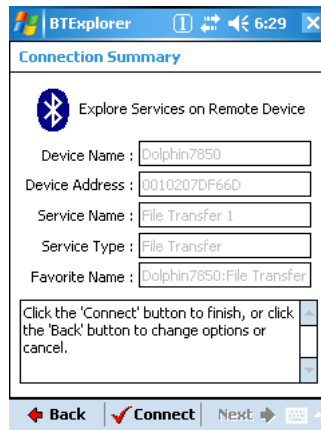 BTExplorer 1 6:29
Connection Summary
Explore Services on Remote Device
Device Name : Dolphin7850
Device Address : 0010207DF66D
Service Name : File Transfer 1
Service Type : File Transfer
Favorite Name : Dolphin7850:File Transfer
Click the 'Connect' button to finish, or click
the 'Back' button to change options or
cancel.
Back Connect Next